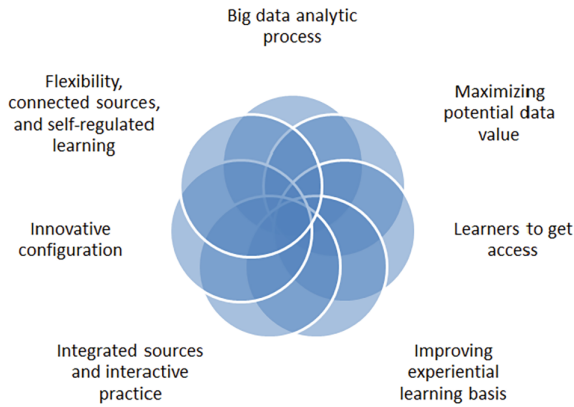 Big data analytic
process
Maximizing
potential data
value
Learners to get
access
Improving
experiential
learning basis
Integrated sources
and interactive
practice
Innovative
configuration
Flexibility,
connected sources,
and self-regulated
learning